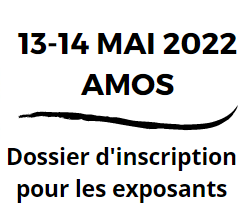 13-14 MAI 2022
AMOS
Dossier d'inscription
pour les exposants